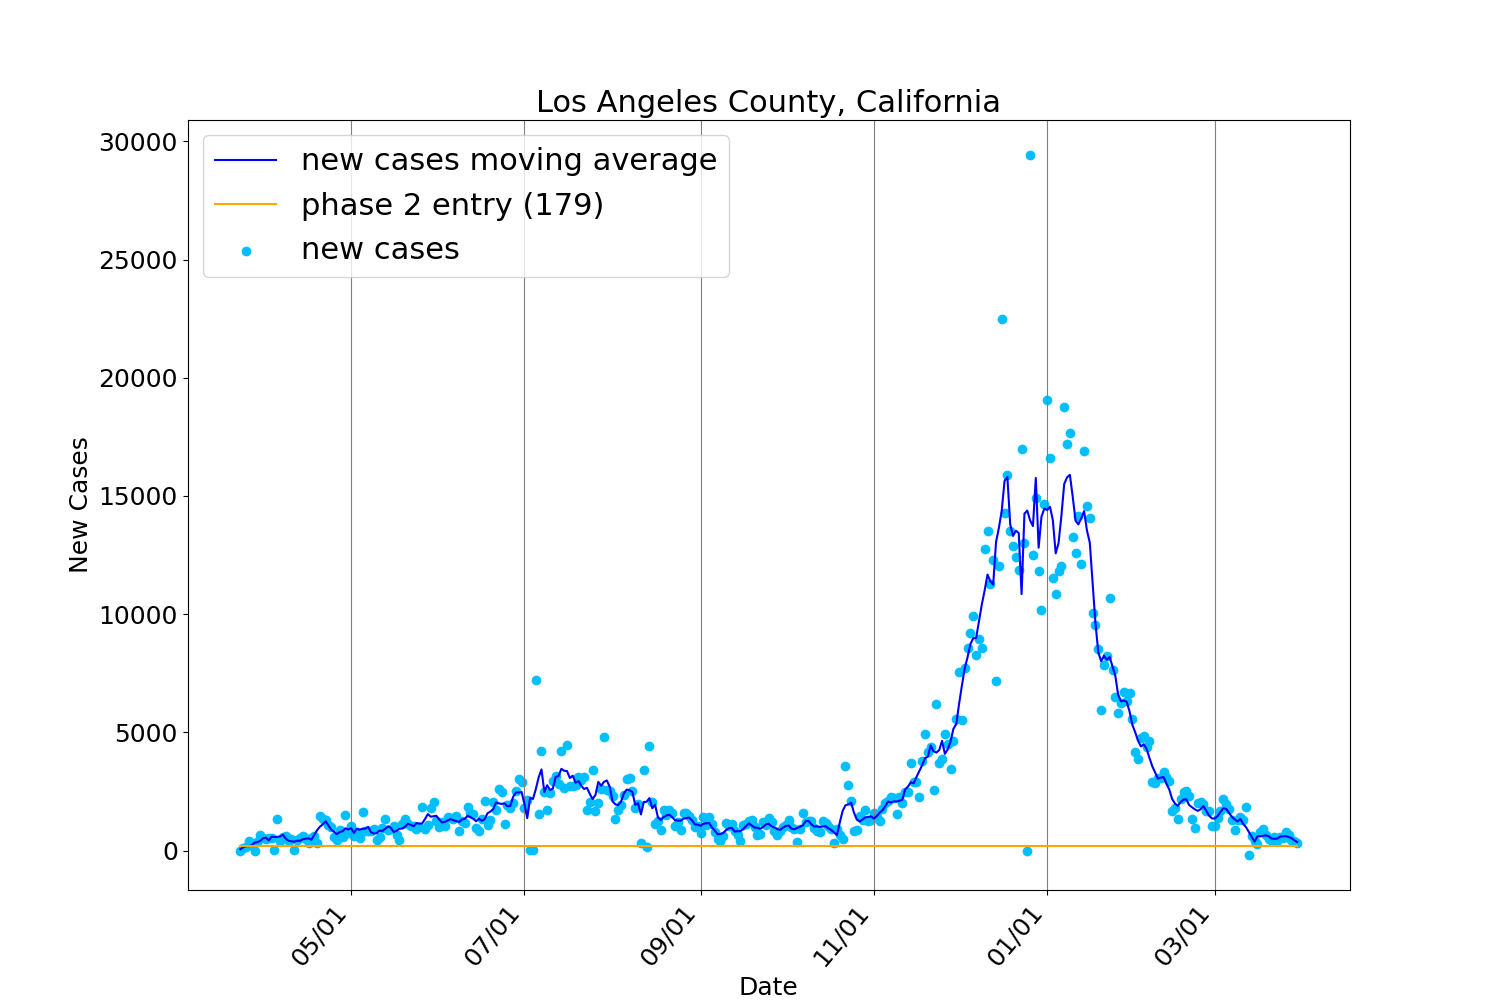 Los Angeles County, California
30000
25000
20000
15000
10000
5000
0
New Cases
new cases moving average
phase 2 entry (179)
new cases
05/01
07/01
09/01
11/01
01/01
03/01
Date